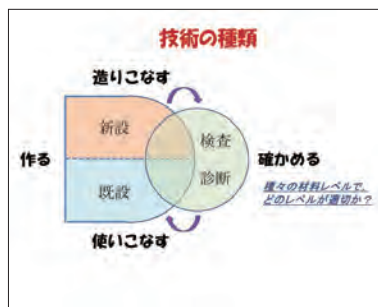 技術の種類
造りこなす
新設
検査
作る
確かめる
診断
既設
様々の材料レベルで、
どのレベルが適切か？
使いこなす